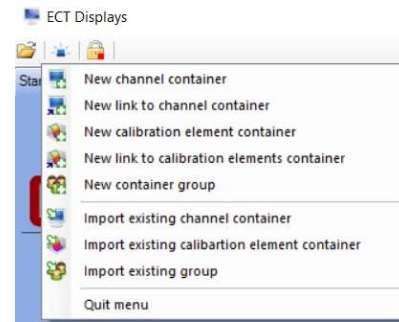 ECT Displays
Star
New channel container
New link to channel container
New calibration element container
New link to calibration elements container
New container group
Import existing channel container
Import existing calibartion element container
Import existing group
Quit menu